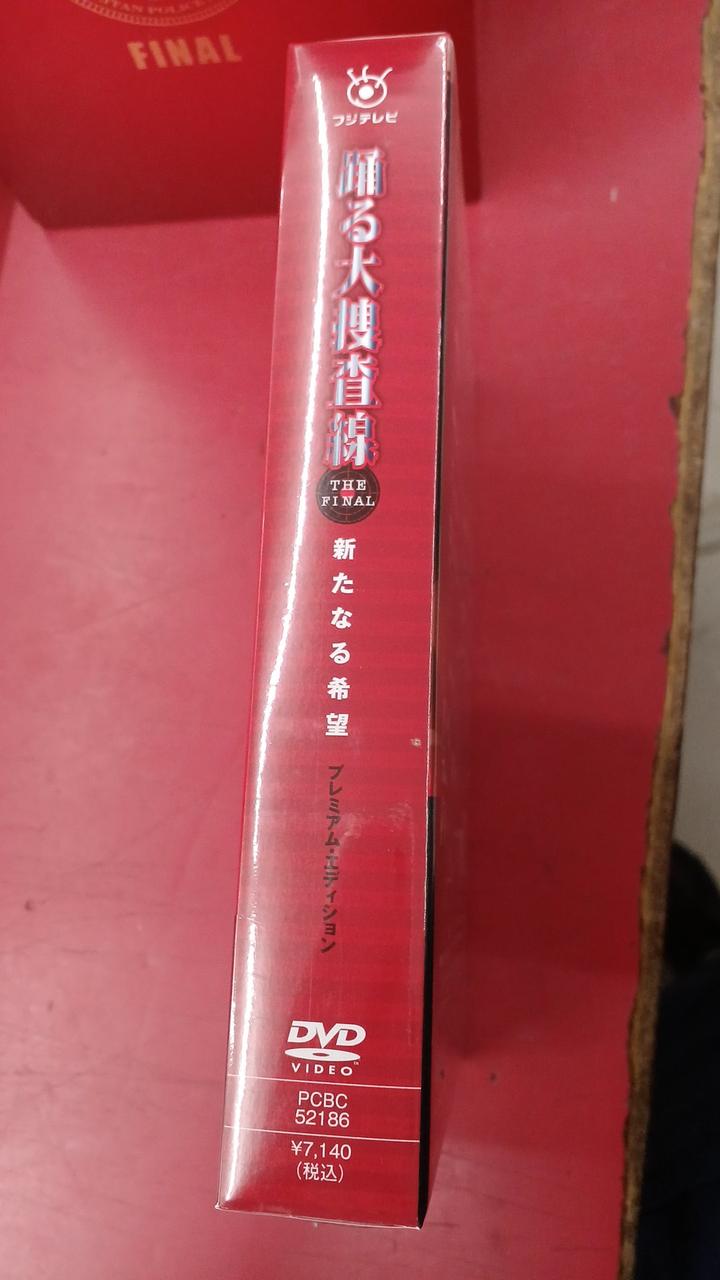 ITAN POLICE
FINAL
フジテレビ
踊る大捜査線
THE
FINAL
新たなる希望
プレミアム・エディション
DVD
VIDEO
PCBC
52186
¥7,140
(税込)